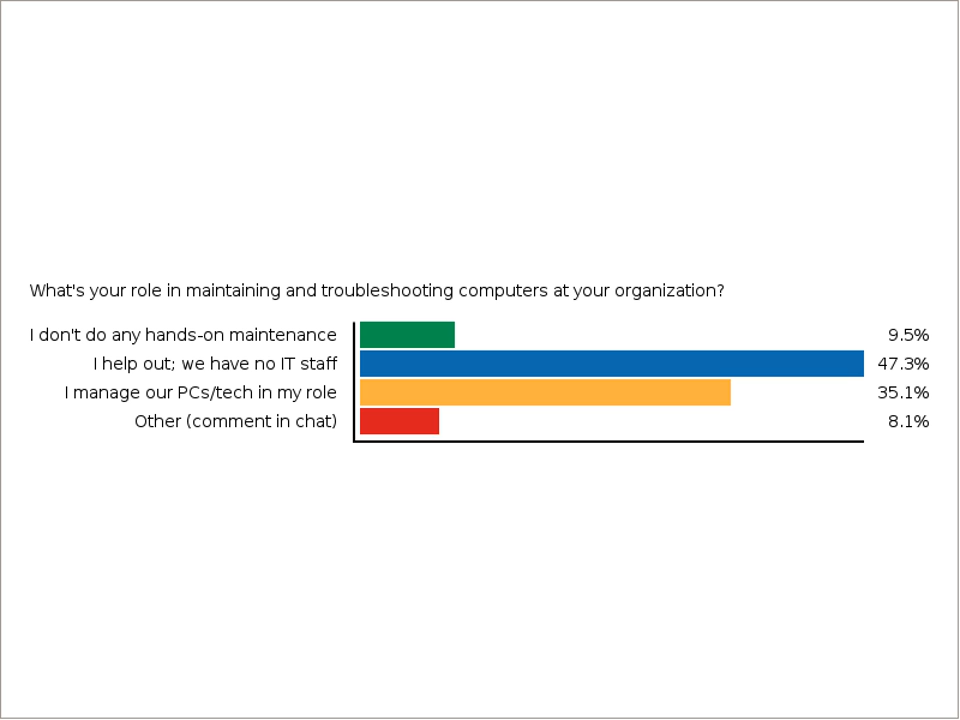 What's your role in maintaining and troubleshooting computers at your organization?
I don't do any hands-on maintenance 9.5%
I help out; we have no IT staff 47.3%
I manage our PCs/tech in my role 35.1%
Other (comment in chat) 8.1%